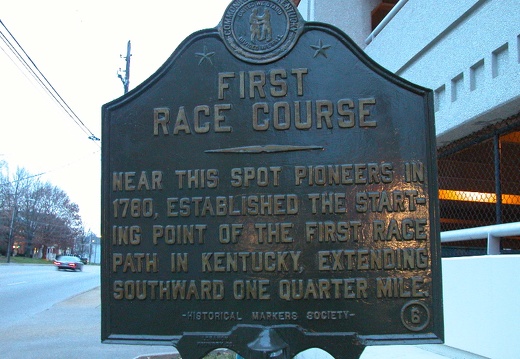 FIRST
RACE COURSE
NEAR THIS SPOT PIONEERS IN
1780, ESTABLISHED THE START-
ING POINT OF THE FIRST RACE
PATH IN KENTUCKY, EXTENDING
SOUTHWARD ONE QUARTER MILE.
-HISTORICAL MARKERS SOCIETY-
6